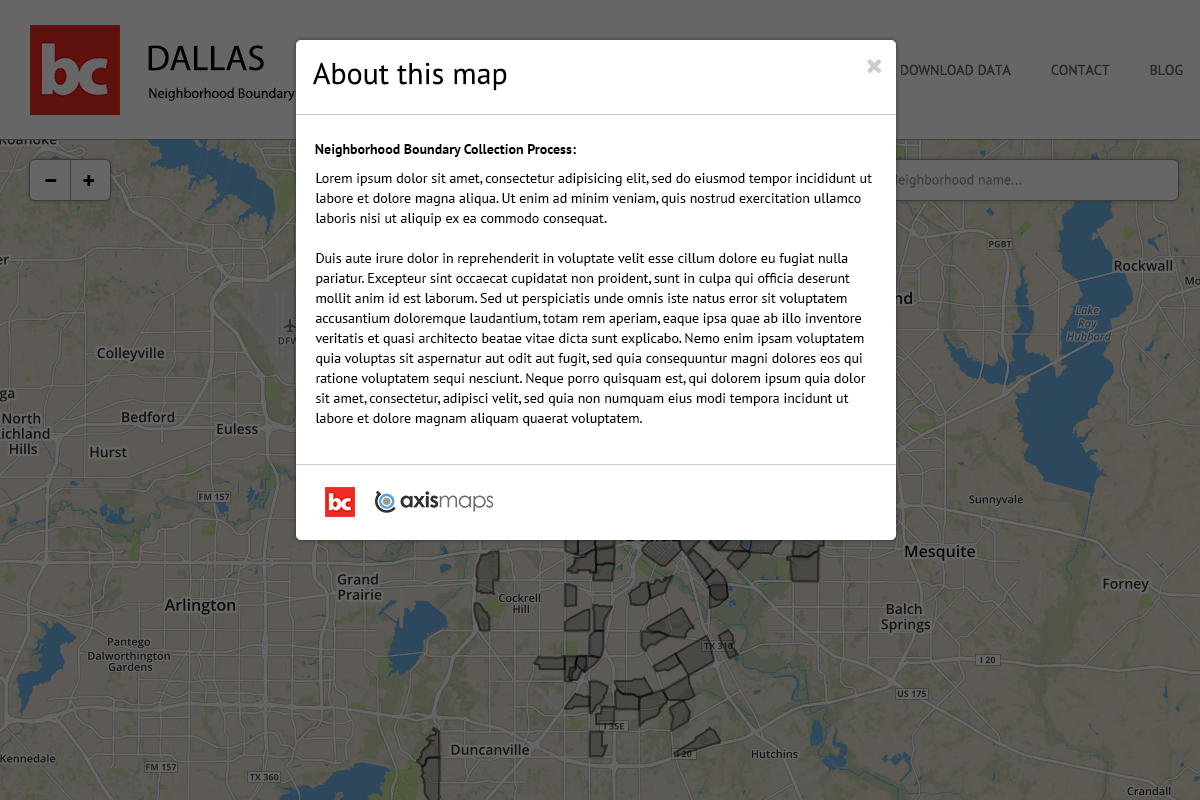 bc
DALLAS
Neighborhood Boundary
DOWNLOAD DATA
CONTACT
BLOG
About this map
×
Neighborhood Boundary Collection Process:
Lorem ipsum dolor sit amet, consectetur adipisicing elit, sed do eiusmod tempor incididunt ut
labore et dolore magna aliqua. Ut enim ad minim veniam, quis nostrud exercitation ullamco
laboris nisi ut aliquip ex ea commodo consequat.
Duis aute irure dolor in reprehenderit in voluptate velit esse cillum dolore eu fugiat nulla
pariatur. Excepteur sint occaecat cupidatat non proident, sunt in culpa qui officia deserunt
mollit anim id est laborum. Sed ut perspiciatis unde omnis iste natus error sit voluptatem
accusantium doloremque laudantium, totam rem aperiam, eaque ipsa quae ab illo inventore
veritatis et quasi architecto beatae vitae dicta sunt explicabo. Nemo enim ipsam voluptatem
quia voluptas sit aspernatur aut odit aut fugit, sed quia consequuntur magni dolores eos qui
ratione voluptatem sequi nesciunt. Neque porro quisquam est, qui dolorem ipsum quia dolor
sit amet, consectetur, adipisci velit, sed quia non numquam eius modi tempora incidunt ut
labore et dolore magnam aliquam quaerat voluptatem.
bc
axismaps
− +
eighborhood name...
Roanoke
er
PGBT
Rockwall
Mo
nd
Lake
Ray
Hubbard
DFW
Colleyville
ga
North
Richland
Hills
Bedford
Euless
Hurst
FM 157
Sunnyvale
Mesquite
Forney
Grand
Prairie
Arlington
Cockrell
Hill
Balch
Springs
Pantego
Dalworthington
Gardens
TX 310
I 20
US 175
I 35E
Duncanville
I 20
Hutchins
Kennedale
FM 157
TX 360
Crandall